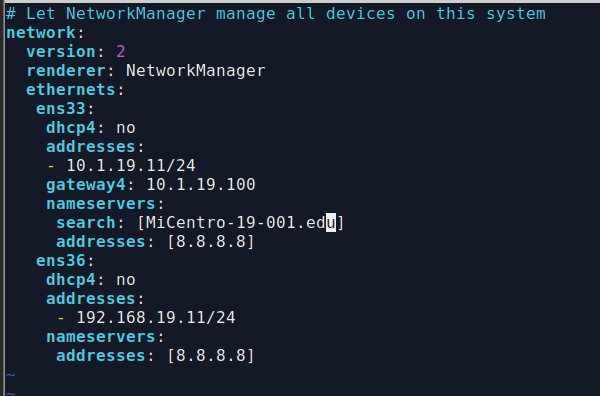 # Let NetworkManager manage all devices on this system
network:
  version: 2
  renderer: NetworkManager
  ethernets:
   ens33:
    dhcp4: no
    addresses:
    - 10.1.19.11/24
    gateway4: 10.1.19.100
    nameservers:
     search: [MiCentro-19-001.edu]
     addresses: [8.8.8.8]
   ens36:
    dhcp4: no
    addresses:
     - 192.168.19.11/24
    nameservers:
     addresses: [8.8.8.8]
~
~